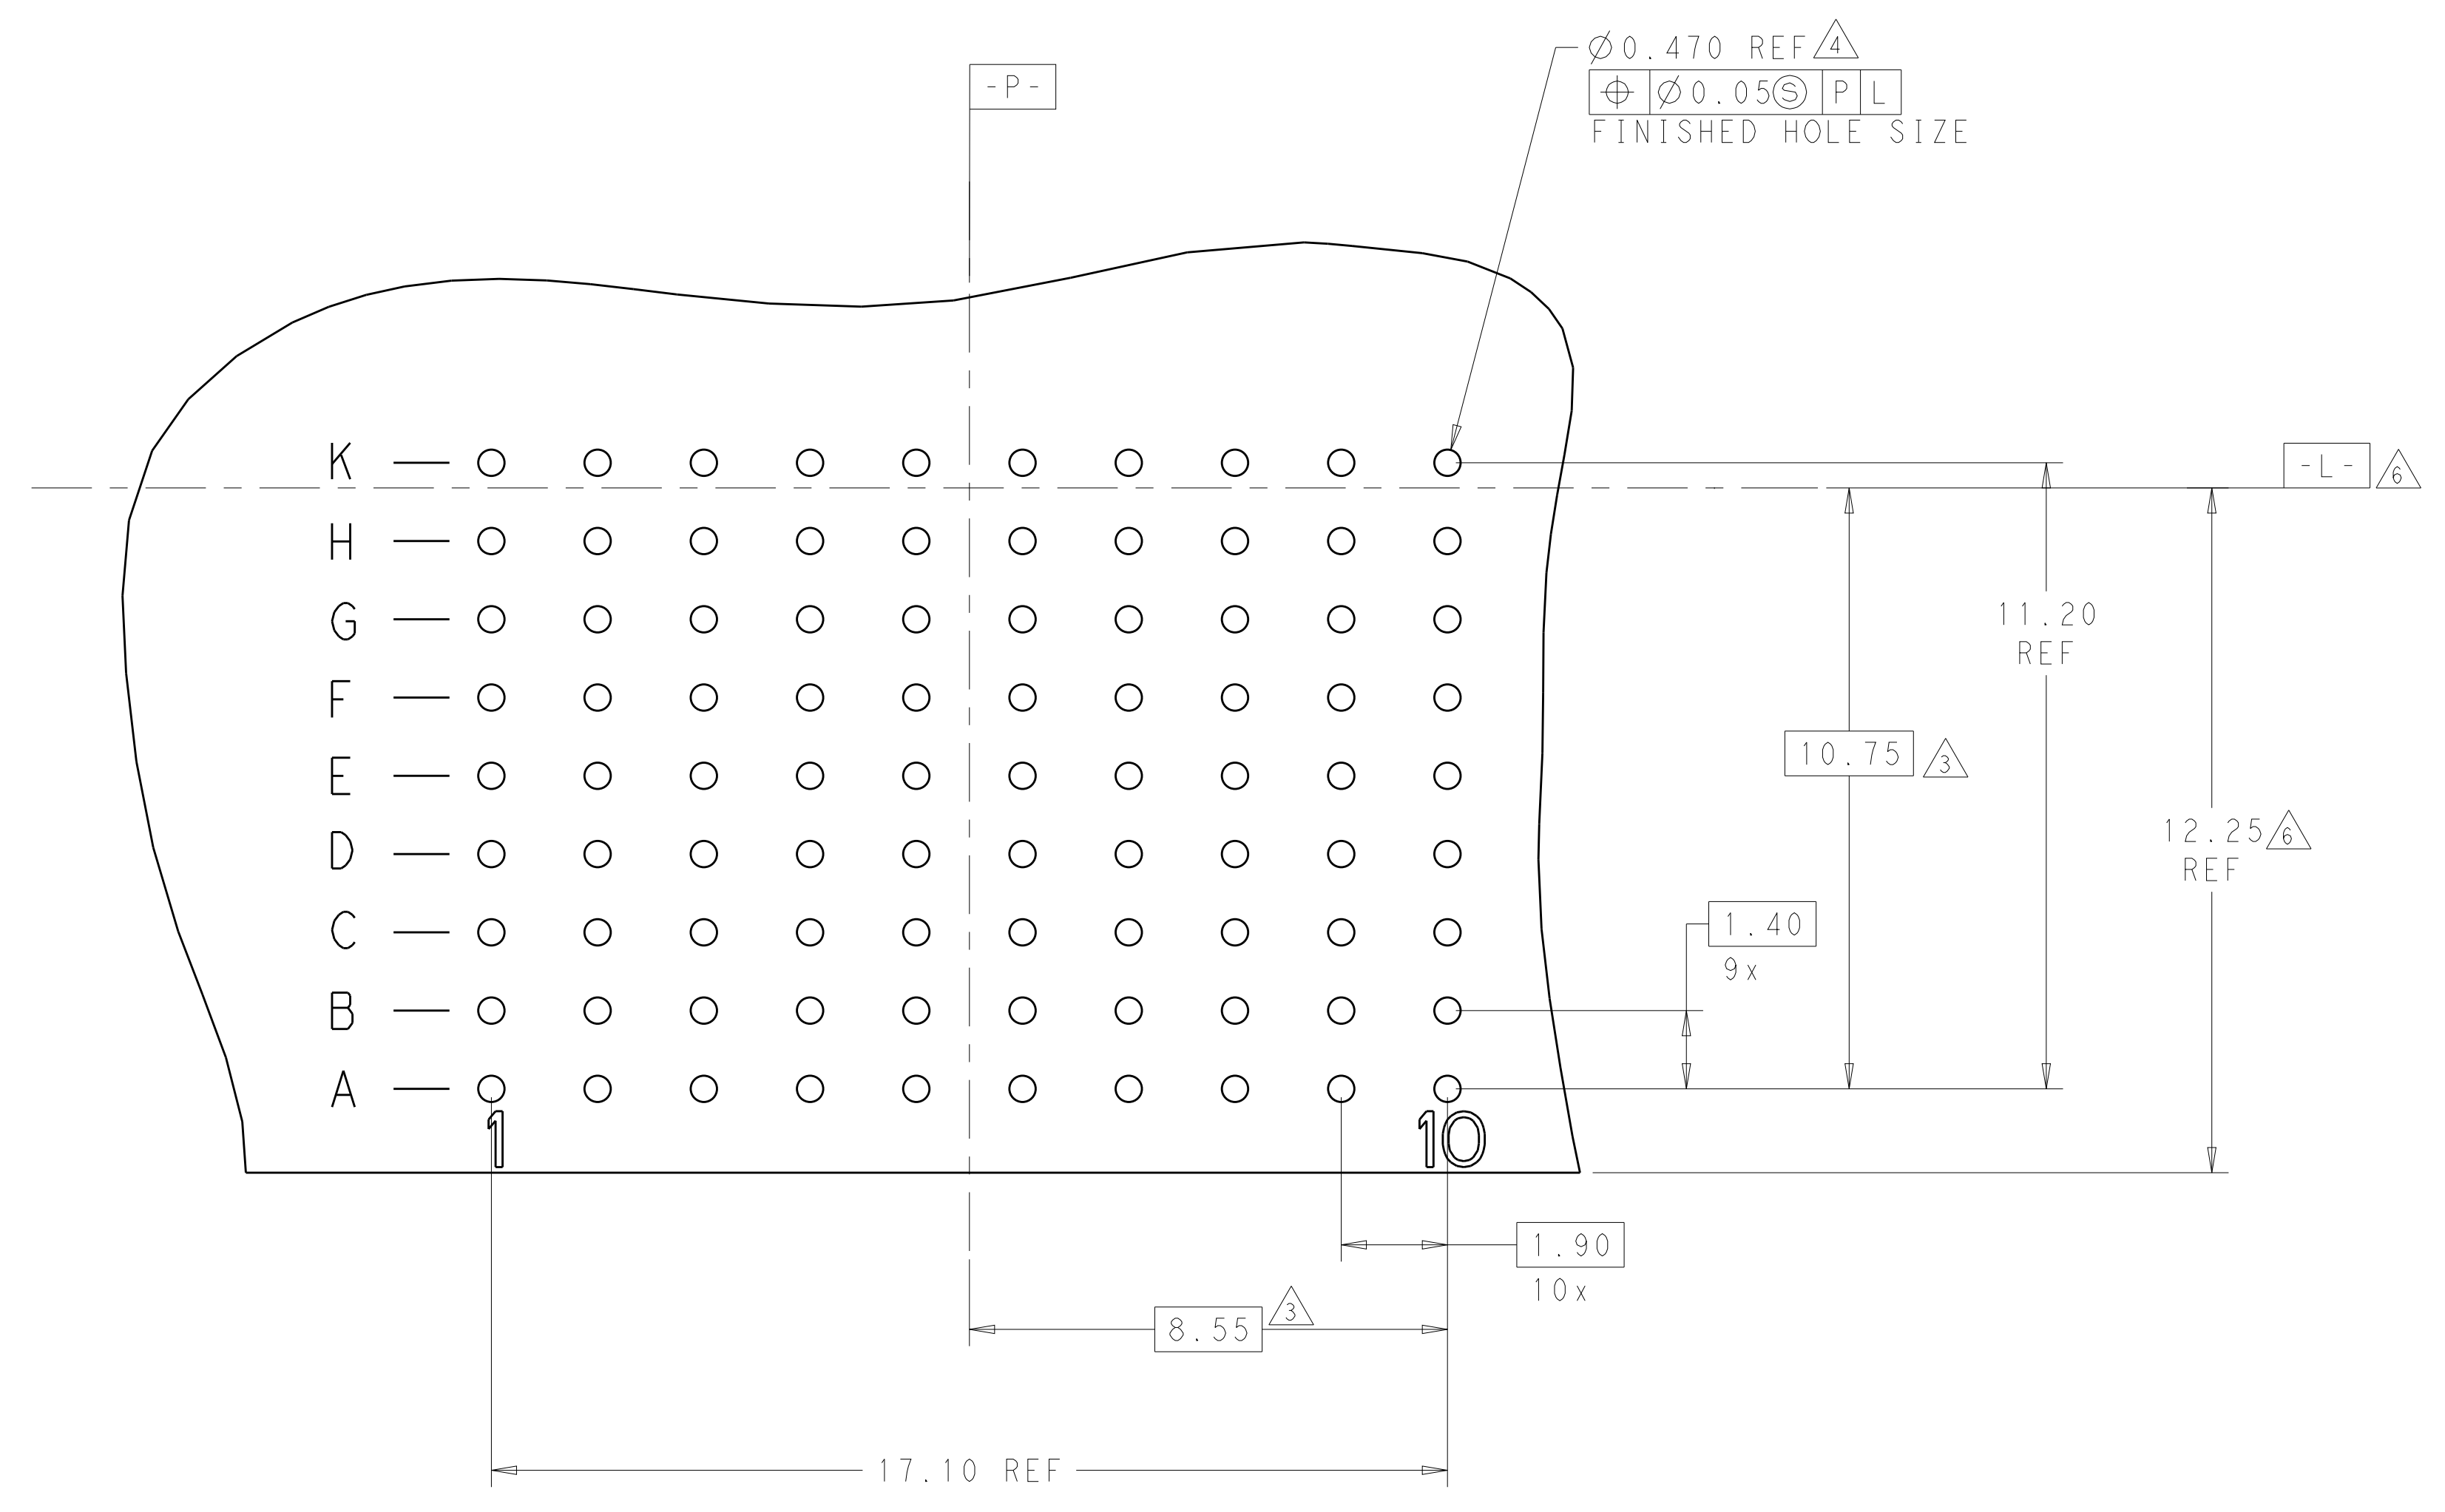 ⌀0.470 REF 4
⌖ ⌀0.05Ⓢ P L
FINISHED HOLE SIZE
-P-
K
-L- 6
H
G
11.20
REF
F
E
10.75 3
D
12.25 6
REF
C
1.40
9x
B
A
1
10
1.90
10x
8.55 3
17.10 REF